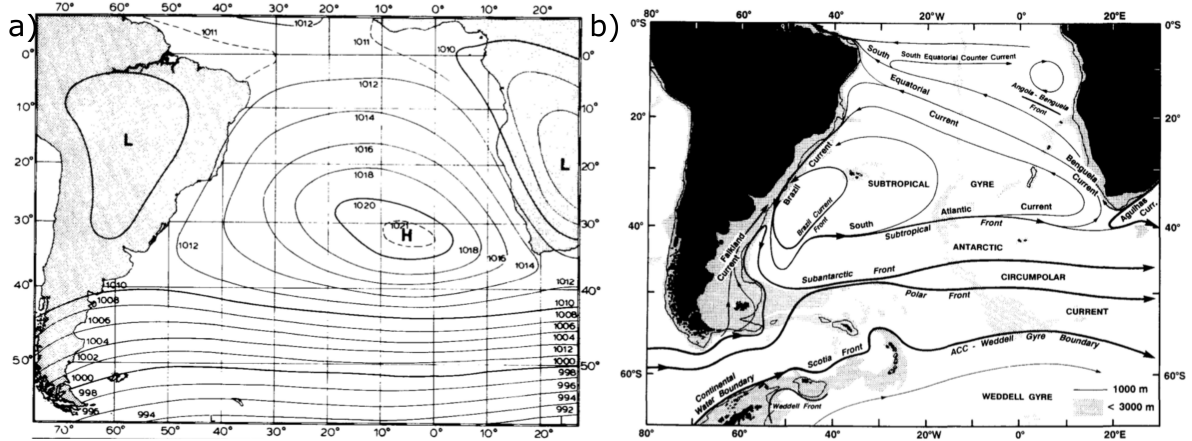 a)
70° 60° 50° 40° 30° 20° 10° 0° 10° 20°
1012
1011
1011
1010
0° 0°
1012
10° 10°
1014
L
L
1016
20° 20°
1018
1020
30° 1021 30°
H
1012 1018 1016 1014
1012
40° 1010 40°
1008 1010
1008
1006 1006
1004 1004
1012
1002 1000
50° 50°
1000 998
998 996
994
996 994 992
70° 60° 50° 40° 30° 20° 10° 0° 10° 20°
b)
0°S 60° 40° 20° 0° 20°E 0°S
South
South Equatorial Counter Current
Equatorial
Current
Angola - Benguela
Front
20° 20°
Benguela
Current
Current
Brazil
Brazil Current
Front
SUBTROPICAL GYRE
South Atlantic Current
Subtropical Front
Agulhas
Curr.
40° 40°
Falkland
Current
ANTARCTIC
Subantarctic Front
CIRCUMPOLAR
Polar Front
CURRENT
Scotia Front
ACC - Weddell Gyre Boundary
60°S 60°S
Continental
Water Boundary
Weddell Front
WEDDELL GYRE
1000 m
< 3000 m
80° 60°W 40°W 20°W 0° 20°E